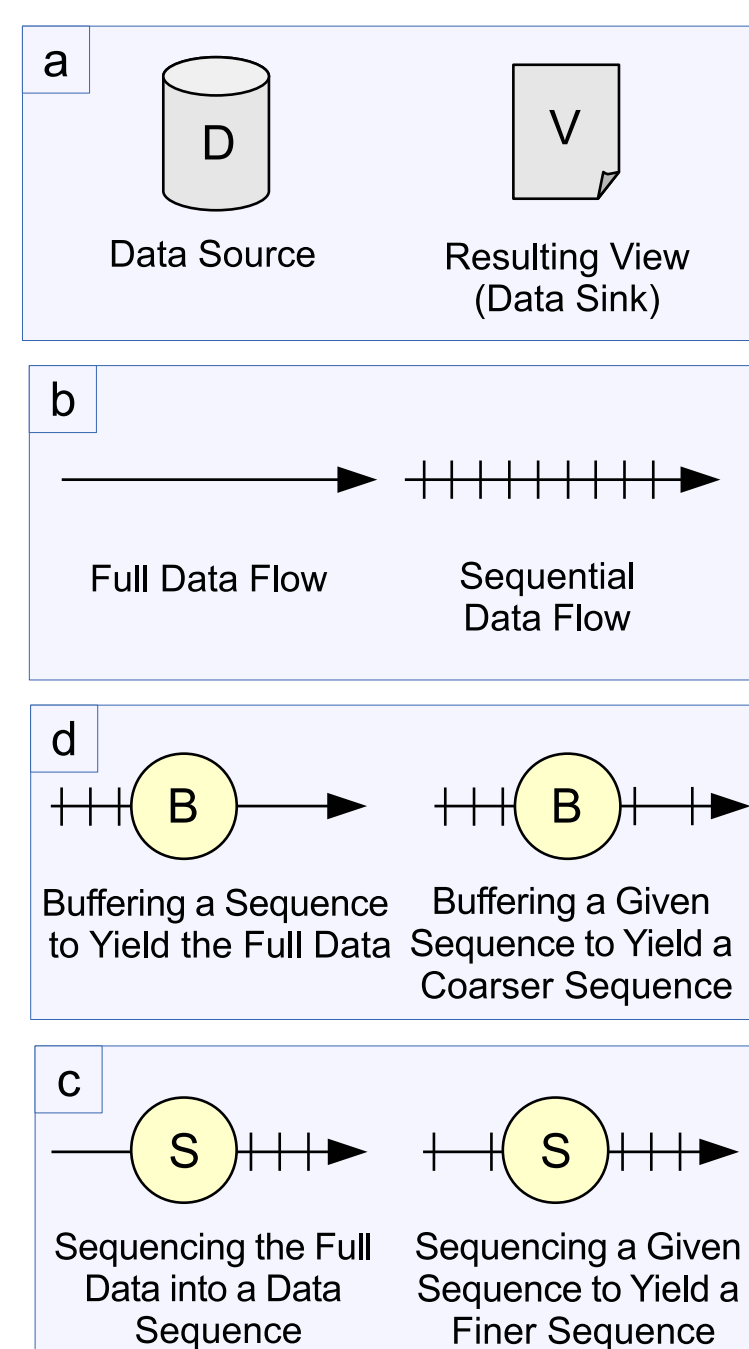 a
D
V
Data Source
Resulting View
(Data Sink)
b
Full Data Flow
Sequential
Data Flow
d
B
B
Buffering a Sequence
to Yield the Full Data
Buffering a Given
Sequence to Yield a
Coarser Sequence
c
S
S
Sequencing the Full
Data into a Data
Sequence
Sequencing a Given
Sequence to Yield a
Finer Sequence